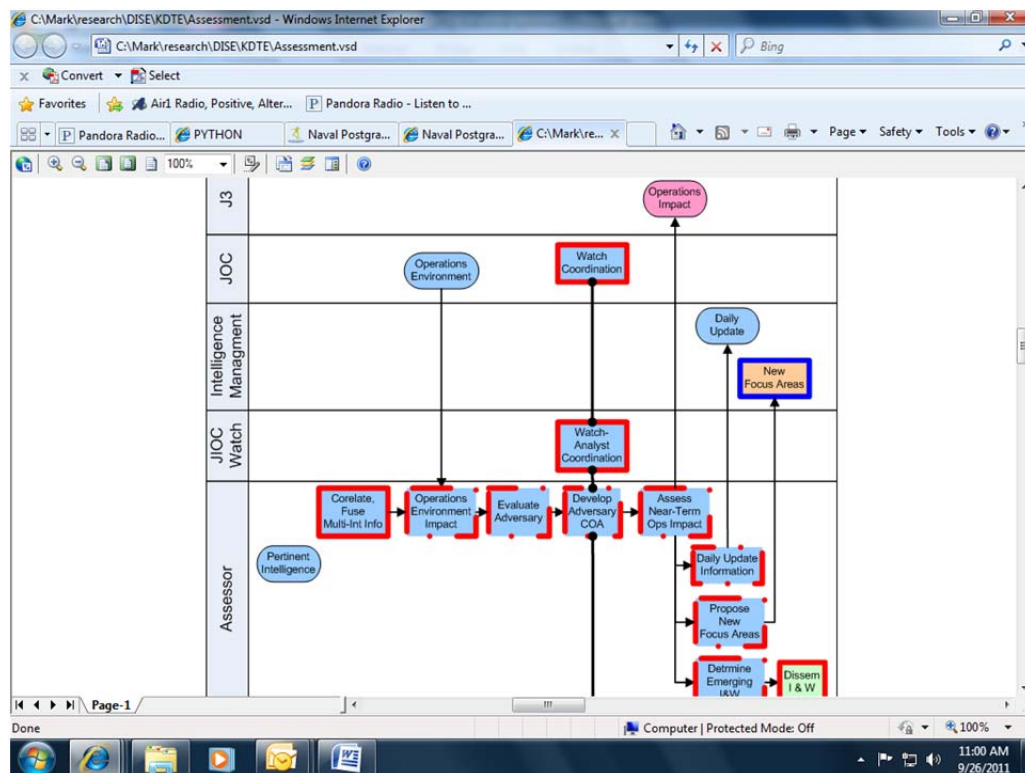 C:\Mark\research\DISE\KDTE\Assessment.vsd - Windows Internet Explorer
C:\Mark\research\DISE\KDTE\Assessment.vsd
Bing
x Convert Select
Favorites Air1 Radio, Positive, Alter... Pandora Radio - Listen to ...
Pandora Radio... PYTHON Naval Postgra... Naval Postgra... C:\Mark\re... Page Safety Tools
100%
J3
Operations
Impact
JOC
Operations
Environment
Watch
Coordination
Intelligence
Managment
Daily
Update
New
Focus Areas
JIOC
Watch
Watch-
Analyst
Coordination
Assessor
Corelate,
Fuse
Multi-Int Info
Operations
Environment
Impact
Evaluate
Adversary
Develop
Adversary
COA
Assess
Near-Term
Ops Impact
Pertinent
Intelligence
Daily Update
Information
Propose
New
Focus Areas
Detrmine
Emerging
I&W
Dissem
I & W
Page-1
Done Computer | Protected Mode: Off 100%
11:00 AM
9/26/2011